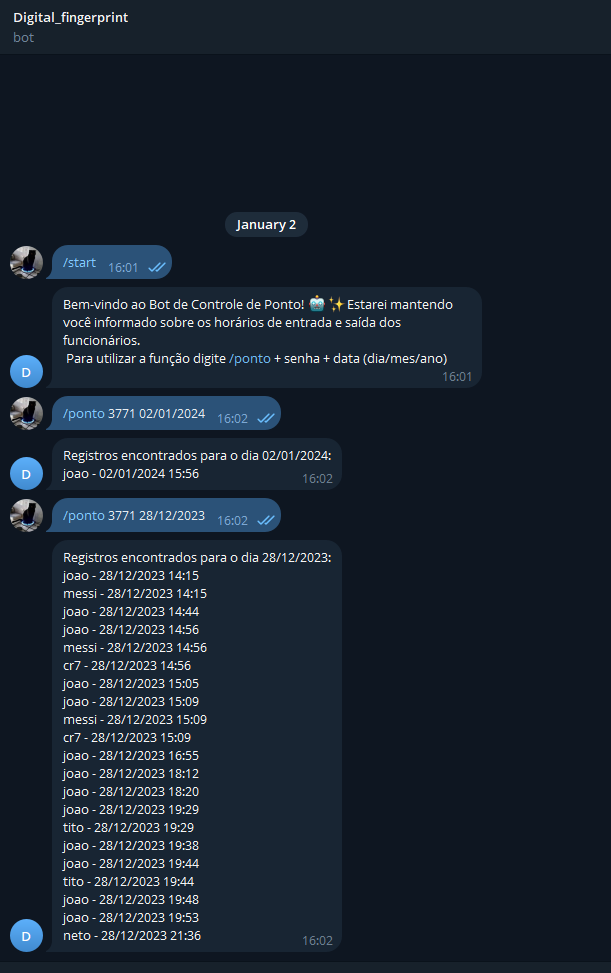 Digital_fingerprint
bot
January 2
/start 16:01
Bem-vindo ao Bot de Controle de Ponto! 🤖✨Estarei mantendo
você informado sobre os horários de entrada e saída dos
funcionários.
Para utilizar a função digite /ponto + senha + data (dia/mes/ano)
16:01
D
/ponto 3771 02/01/2024 16:02
Registros encontrados para o dia 02/01/2024:
joao - 02/01/2024 15:56
16:02
D
/ponto 3771 28/12/2023 16:02
Registros encontrados para o dia 28/12/2023:
joao - 28/12/2023 14:15
messi - 28/12/2023 14:15
joao - 28/12/2023 14:44
joao - 28/12/2023 14:56
messi - 28/12/2023 14:56
cr7 - 28/12/2023 14:56
joao - 28/12/2023 15:05
joao - 28/12/2023 15:09
messi - 28/12/2023 15:09
cr7 - 28/12/2023 15:09
joao - 28/12/2023 16:55
joao - 28/12/2023 18:12
joao - 28/12/2023 18:20
joao - 28/12/2023 19:29
tito - 28/12/2023 19:29
joao - 28/12/2023 19:38
joao - 28/12/2023 19:44
tito - 28/12/2023 19:44
joao - 28/12/2023 19:48
joao - 28/12/2023 19:53
neto - 28/12/2023 21:36
16:02
D